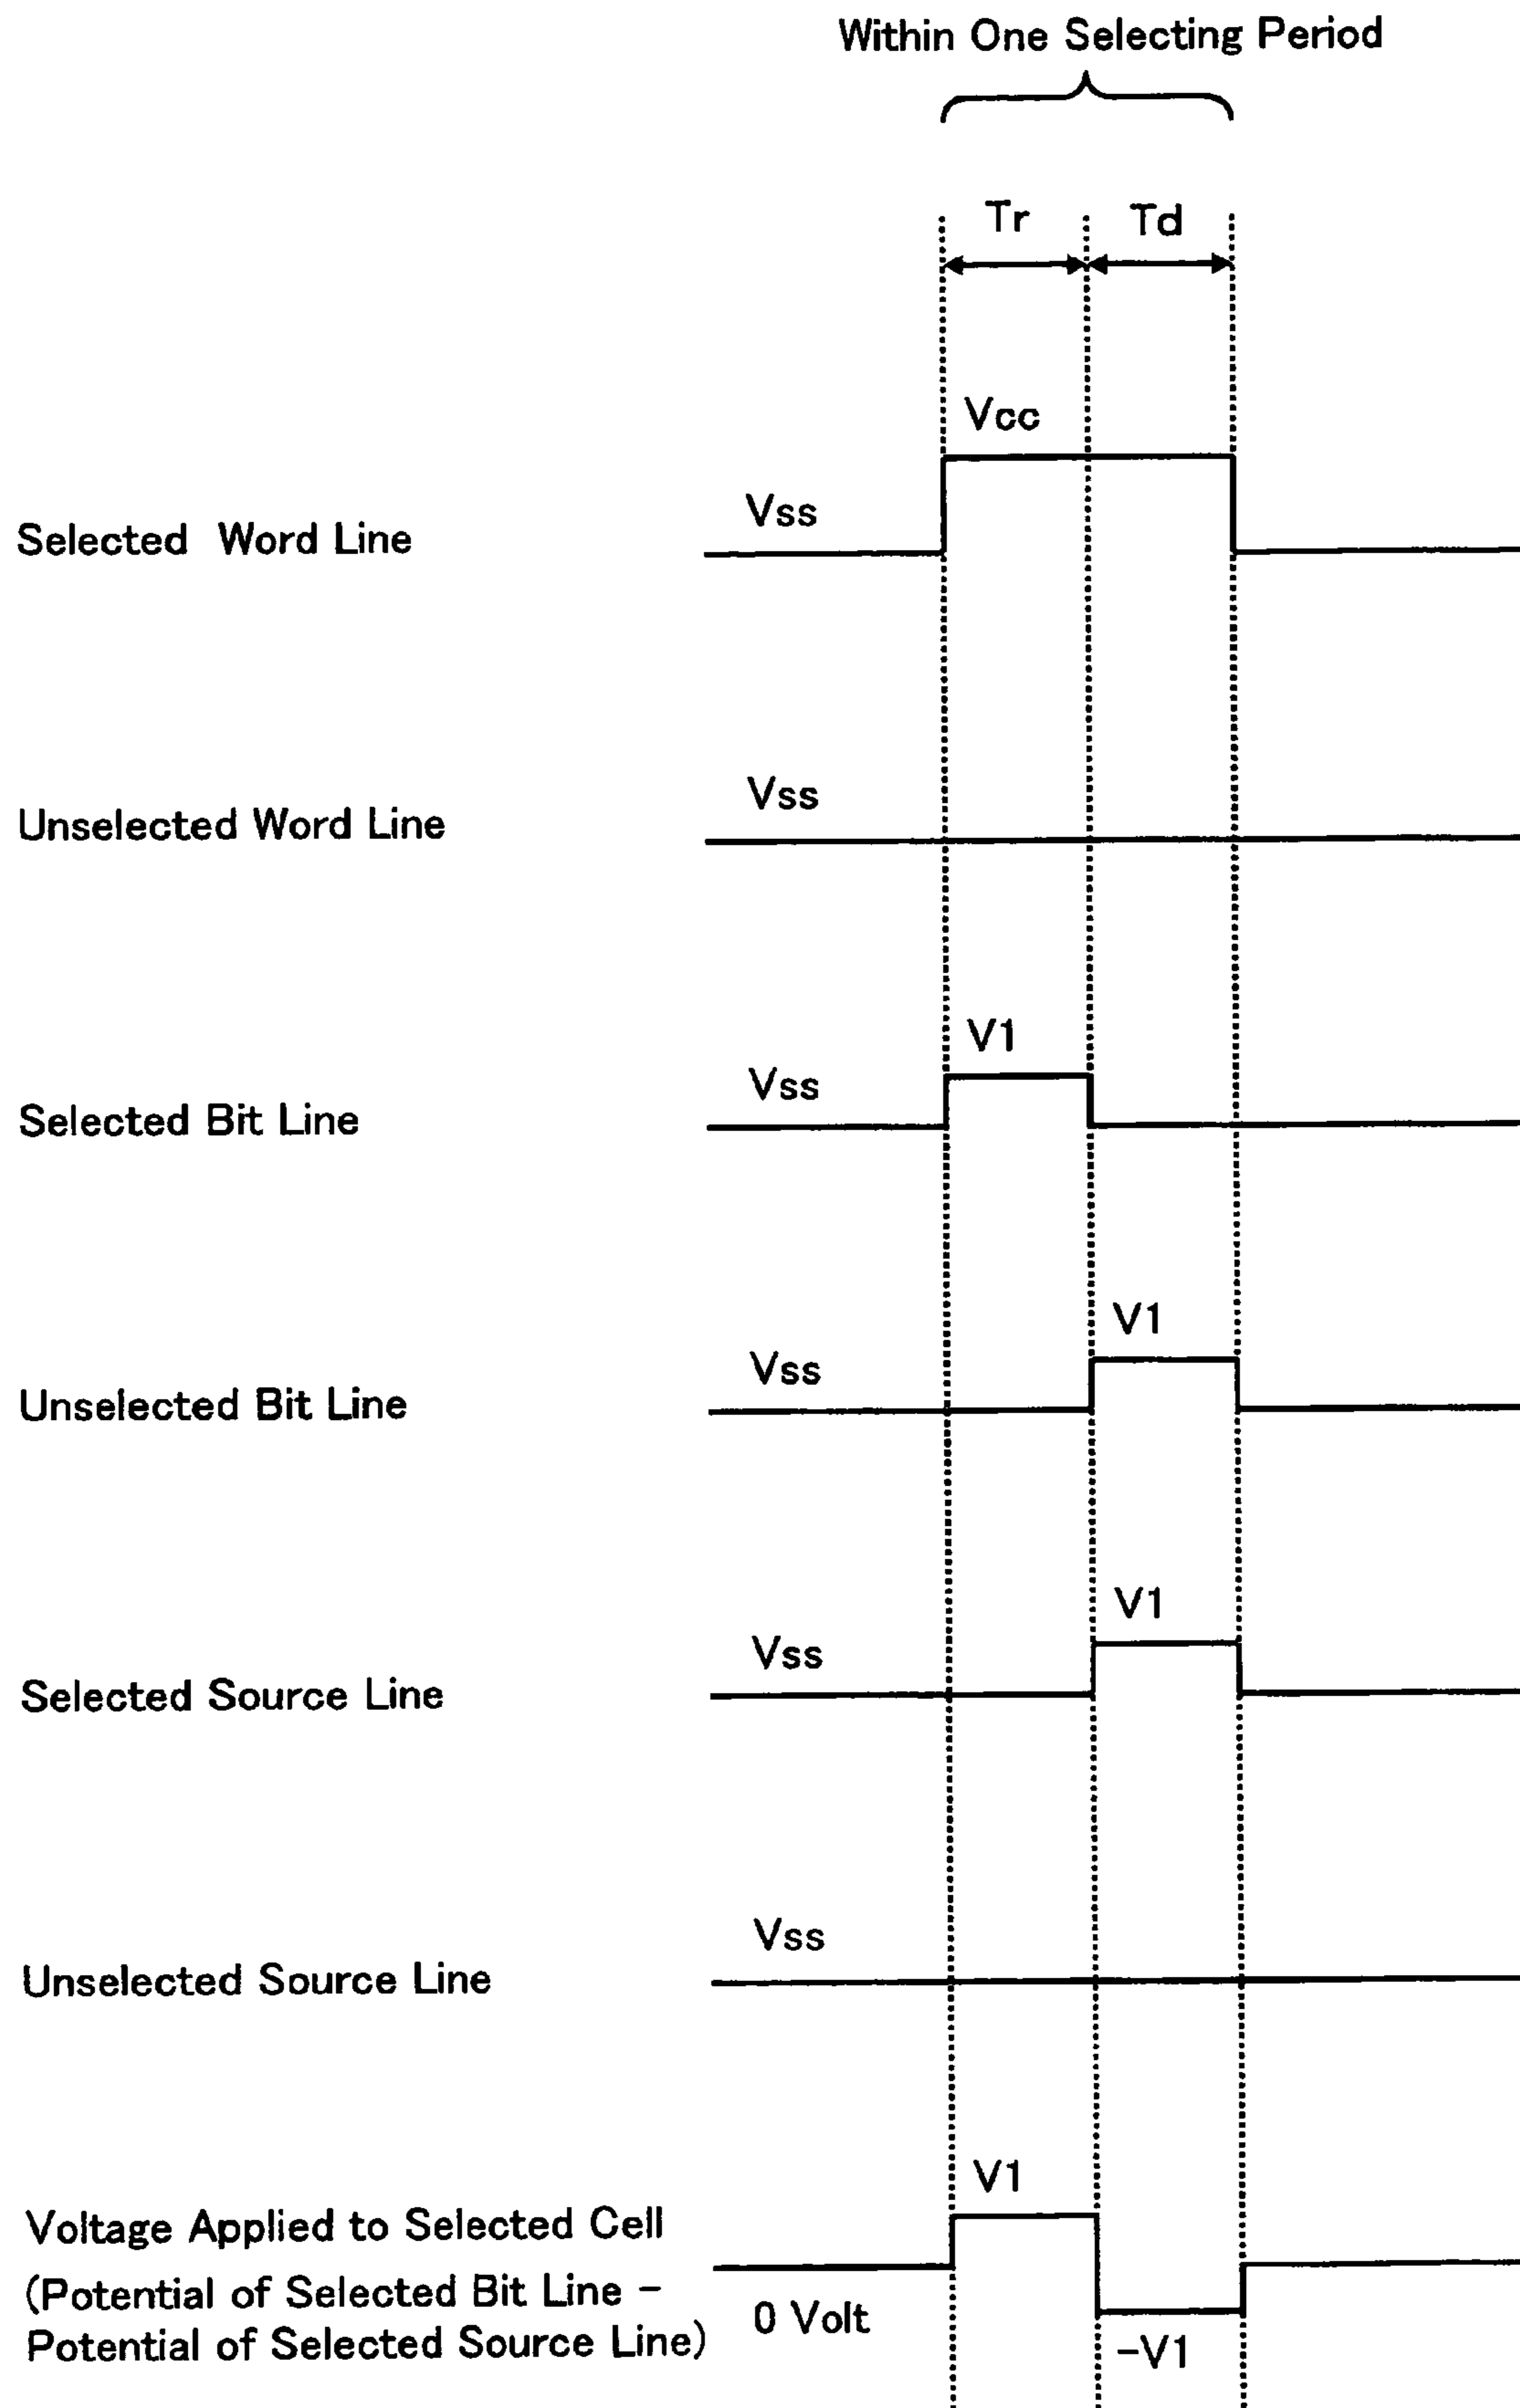 Within One Selecting Period
Tr
Td
Vcc
Vss
Selected Word Line
Vss
Unselected Word Line
V1
Vss
Selected Bit Line
V1
Vss
Unselected Bit Line
V1
Vss
Selected Source Line
Vss
Unselected Source Line
V1
Voltage Applied to Selected Cell
(Potential of Selected Bit Line -
Potential of Selected Source Line)
0 Volt
-V1